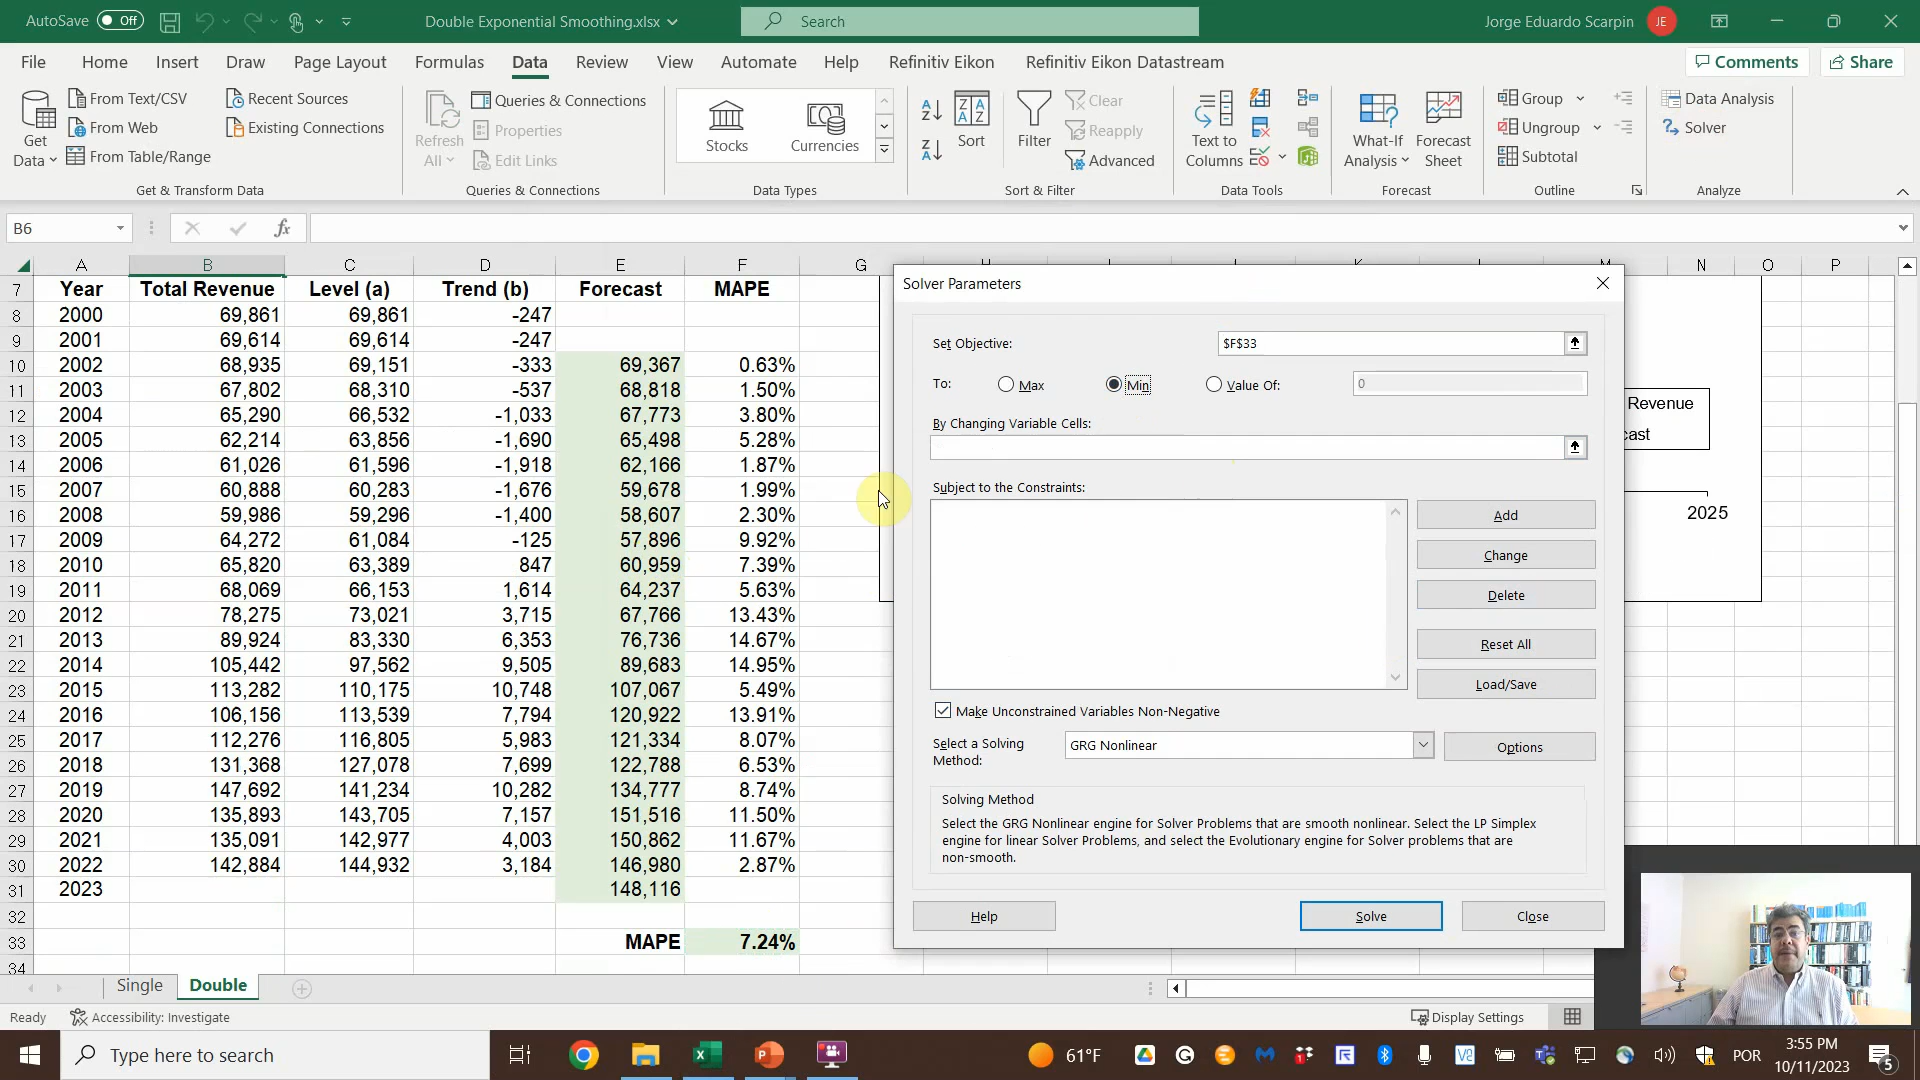 AutoSave Off Double Exponential Smoothing.xlsx Search Jorge Eduardo Scarpin JE
File Home Insert Draw Page Layout Formulas Data Review View Automate Help Refinitiv Eikon Refinitiv Eikon Datastream Comments Share
Get Data
From Text/CSV
From Web
From Table/Range
Recent Sources
Existing Connections
Get & Transform Data
Refresh All
Queries & Connections
Properties
Edit Links
Queries & Connections
Stocks
Currencies
Data Types
Sort
Filter
Clear
Reapply
Advanced
Sort & Filter
Text to Columns
Data Tools
What-If Analysis
Forecast Sheet
Forecast
Group
Ungroup
Subtotal
Outline
Data Analysis
Solver
Analyze
B6 fx
A B C D E F G H I J K L M N O P
7 Year Total Revenue Level (a) Trend (b) Forecast MAPE
8 2000 69,861 69,861 -247
9 2001 69,614 69,614 -247
10 2002 68,935 69,151 -333 69,367 0.63%
11 2003 67,802 68,310 -537 68,818 1.50%
12 2004 65,290 66,532 -1,033 67,773 3.80%
13 2005 62,214 63,856 -1,690 65,498 5.28%
14 2006 61,026 61,596 -1,918 62,166 1.87%
15 2007 60,888 60,283 -1,676 59,678 1.99%
16 2008 59,986 59,296 -1,400 58,607 2.30%
17 2009 64,272 61,084 -125 57,896 9.92%
18 2010 65,820 63,389 847 60,959 7.39%
19 2011 68,069 66,153 1,614 64,237 5.63%
20 2012 78,275 73,021 3,715 67,766 13.43%
21 2013 89,924 83,330 6,353 76,736 14.67%
22 2014 105,442 97,562 9,505 89,683 14.95%
23 2015 113,282 110,175 10,748 107,067 5.49%
24 2016 106,156 113,539 7,794 120,922 13.91%
25 2017 112,276 116,805 5,983 121,334 8.07%
26 2018 131,368 127,078 7,699 122,788 6.53%
27 2019 147,692 141,234 10,282 134,777 8.74%
28 2020 135,893 143,705 7,157 151,516 11.50%
29 2021 135,091 142,977 4,003 150,862 11.67%
30 2022 142,884 144,932 3,184 146,980 2.87%
31 2023 148,116
32
33 MAPE 7.24%
34
Revenue
cast
2025
Solver Parameters
Set Objective: $F$33
To: Max Min Value Of: 0
By Changing Variable Cells:
Subject to the Constraints:
Add
Change
Delete
Reset All
Load/Save
Make Unconstrained Variables Non-Negative
Select a Solving Method: GRG Nonlinear Options
Solving Method
Select the GRG Nonlinear engine for Solver Problems that are smooth nonlinear. Select the LP Simplex
engine for linear Solver Problems, and select the Evolutionary engine for Solver problems that are
non-smooth.
Help Solve Close
Single Double
Ready Accessibility: Investigate Display Settings
Type here to search 61°F POR 3:55 PM
10/11/2023 5